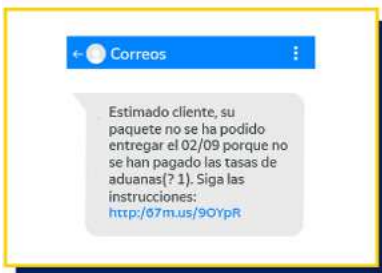 Correos
Estimado cliente, su
paquete no se ha podido
entregar el 02/09 porque no
se han pagado las tasas de
aduanas(? 1). Siga las
instrucciones:
http:/67m.us/9OYpR